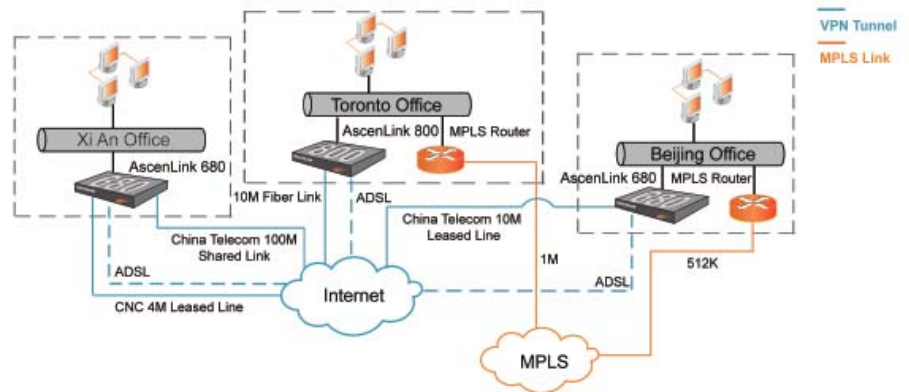 VPN Tunnel
MPLS Link
Xi An Office
AscenLink 680
680
Toronto Office
AscenLink 800
MPLS Router
Beijing Office
AscenLink 680
MPLS Router
680
10M Fiber Link
ADSL
China Telecom 100M
Shared Link
ADSL
CNC 4M Leased Line
China Telecom 10M
Leased Line
ADSL
1M
512K
Internet
MPLS